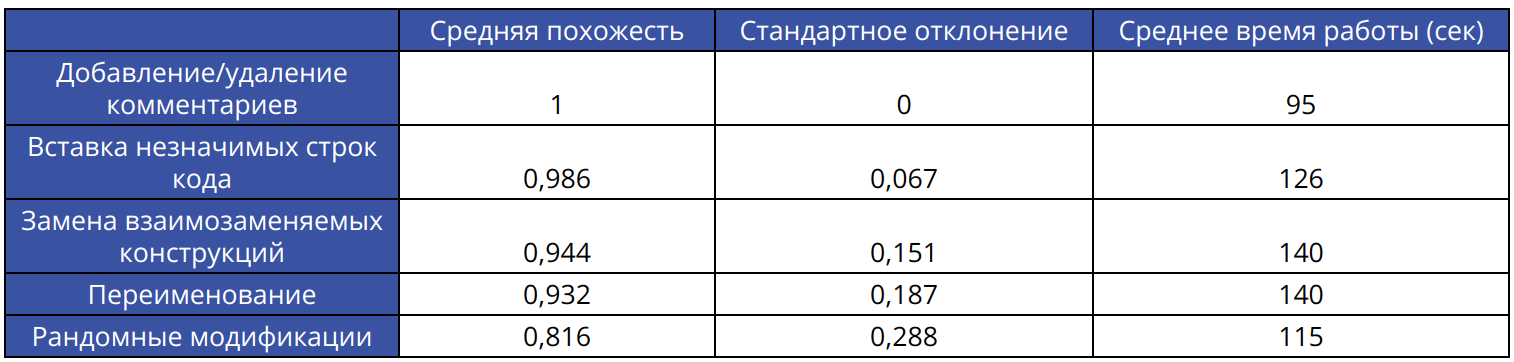 Средняя похожесть Стандартное отклонение Среднее время работы (сек)
Добавление/удаление
комментариев 1 0 95
Вставка незначимых строк
кода 0,986 0,067 126
Замена взаимозаменяемых
конструкций 0,944 0,151 140
Переименование 0,932 0,187 140
Рандомные модификации 0,816 0,288 115